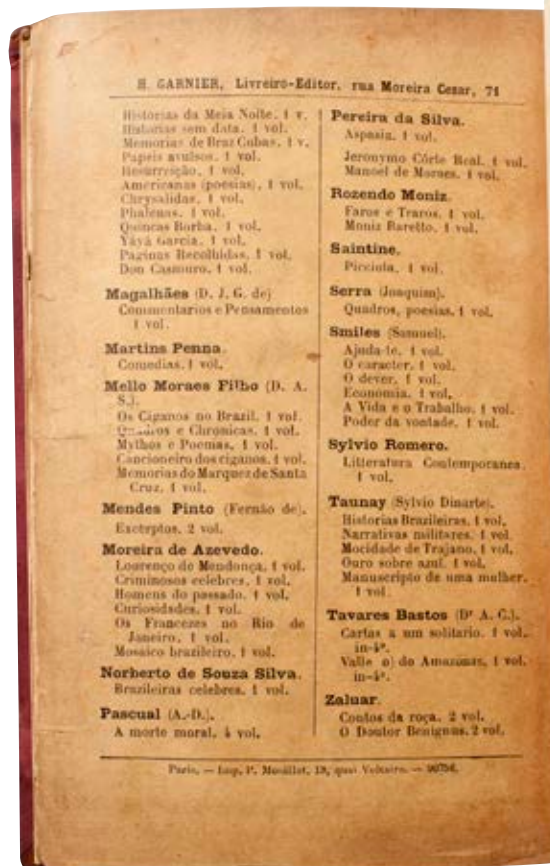 H. GARNIER, Livreiro-Editor, rua Moreira Cesar, 71
Historias da Meia Noite. 1 v.
Historias sem data. 1 vol.
Memorias de Braz Cubas. 1 v.
Papeis avulsos. 1 vol.
Resurreição. 1 vol.
Americanas (poesias). 1 vol.
Chrysalidas. 1 vol.
Phalenas. 1 vol.
Quincas Borba. 1 vol.
Yáyá Garcia. 1 vol.
Paginas Recolhidas. 1 vol.
Dom Casmurro. 1 vol.
Magalhães (D. J. G. de)
Commentarios e Pensamentos
1 vol.
Martins Penna.
Comedias. 1 vol.
Mello Moraes Filho (D. A.
S.).
Os Ciganos no Brazil. 1 vol.
Quadros e Chronicas. 1 vol.
Mythos e Poemas. 1 vol.
Cancioneiro dos ciganos. 1 vol.
Memorias do Marquez de Santa
Cruz. 1 vol.
Mendes Pinto (Fernão de).
Excerptos. 2 vol.
Moreira de Azevedo.
Lourenço de Mendonça. 1 vol.
Criminosos celebres. 1 vol.
Homens do passado. 1 vol.
Curiosidades. 1 vol.
Os Francezes no Rio de
Janeiro. 1 vol.
Mosaico brazileiro. 1 vol.
Norberto de Souza Silva.
Brazileiras celebres. 1 vol.
Pascual (A.-D.).
A morte moral. 4 vol.
Pereira da Silva.
Aspasia. 1 vol.
Jeronymo Côrte Real. 1 vol.
Manoel de Moraes. 1 vol.
Rozendo Moniz.
Faros e Traros. 1 vol.
Moniz Baretto. 1 vol.
Saintine.
Picciola. 1 vol.
Serra (Joaquim).
Quadros, poesias. 1 vol.
Smiles (Samuel).
Ajuda-te. 1 vol.
O caracter. 1 vol.
O dever. 1 vol.
Economia. 1 vol.
A Vida e o Trabalho. 1 vol.
Poder da vontade. 1 vol.
Sylvio Romero.
Litteratura Contemporanea.
1 vol.
Taunay (Sylvio Dinarte).
Historias Brazileiras. 1 vol.
Narrativas militares. 1 vol.
Mocidade de Trajano. 1 vol.
Ouro sobre azul. 1 vol.
Manuscripto de uma mulher.
1 vol.
Tavares Bastos (Dr A. C.).
Cartas a um solitario. 1 vol.
in-4º.
Valle o) do Amazonas. 1 vol.
in-4º.
Zaluar.
Contos da roça. 2 vol.
O Doutor Benignus. 2 vol.
Paris. — Imp. P. Mouillot, 13, quai Voltaire. —